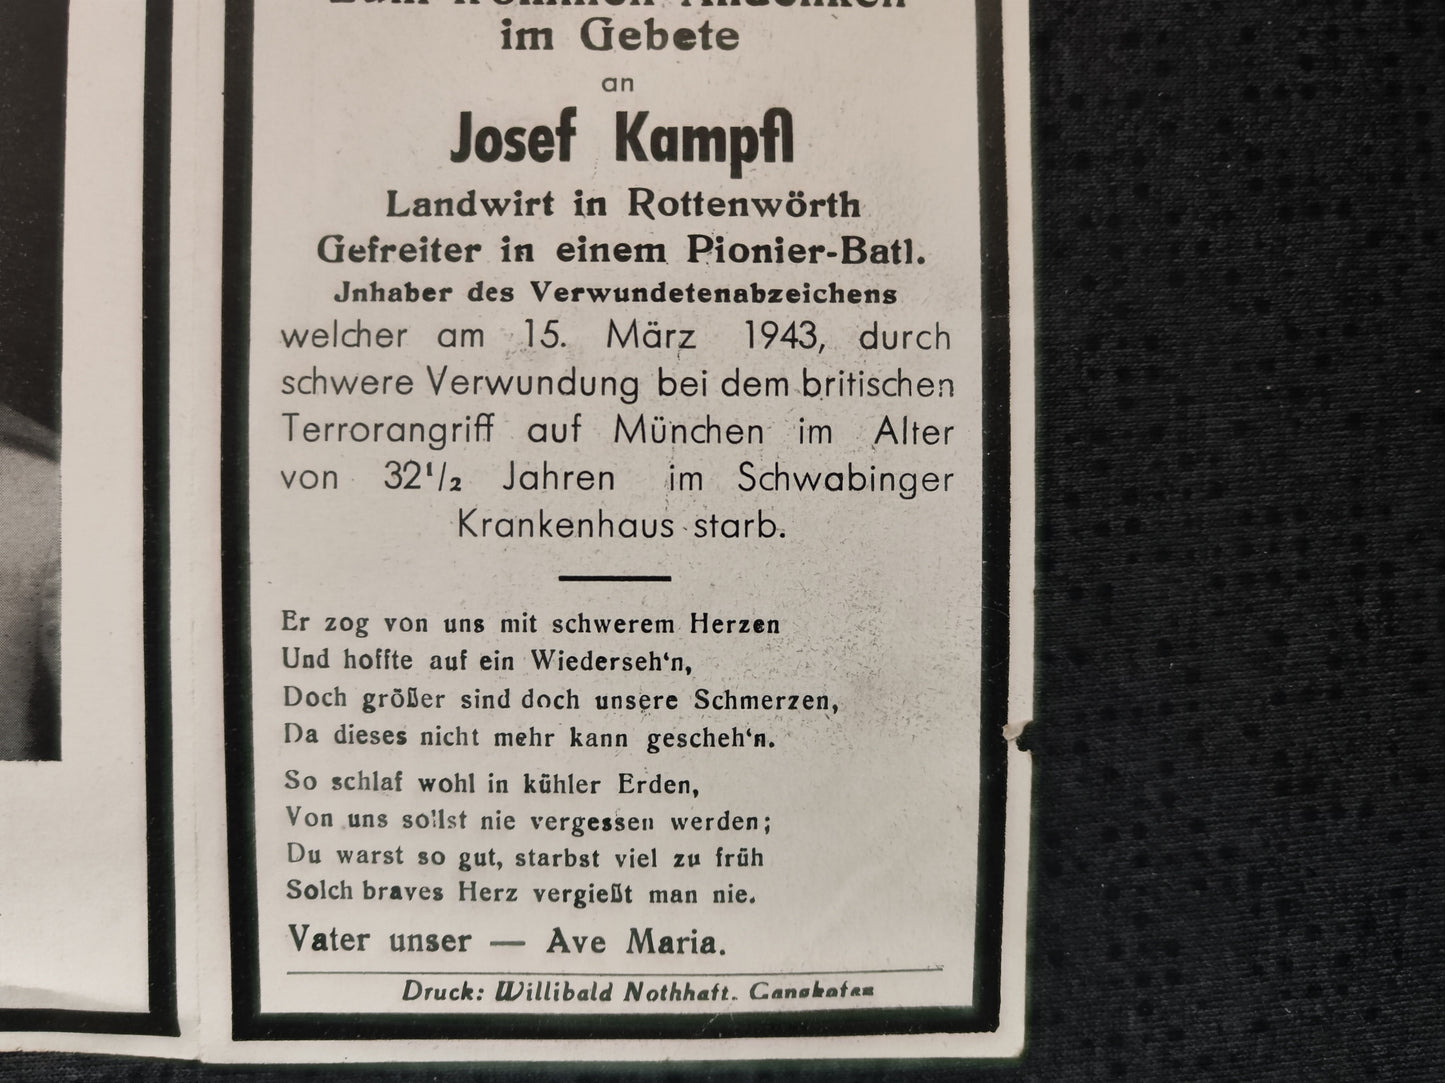 Zum frommen Andenken
im Gebete
an
Josef Kampfl
Landwirt in Rottenwörth
Gefreiter in einem Pionier-Batl.
Jnhaber des Verwundetenabzeichens
welcher am 15. März 1943, durch
schwere Verwundung bei dem britischen
Terrorangriff auf München im Alter
von 32½ Jahren im Schwabinger
Krankenhaus starb.
Er zog von uns mit schwerem Herzen
Und hoffte auf ein Wiederseh‘n,
Doch größer sind doch unsere Schmerzen,
Da dieses nicht mehr kann gescheh‘n.
So schlaf wohl in kühler Erden,
Von uns sollst nie vergessen werden;
Du warst so gut, starbst viel zu früh
Solch braves Herz vergießt man nie.
Vater unser — Ave Maria.
Druck: Willibald Nothhaft.